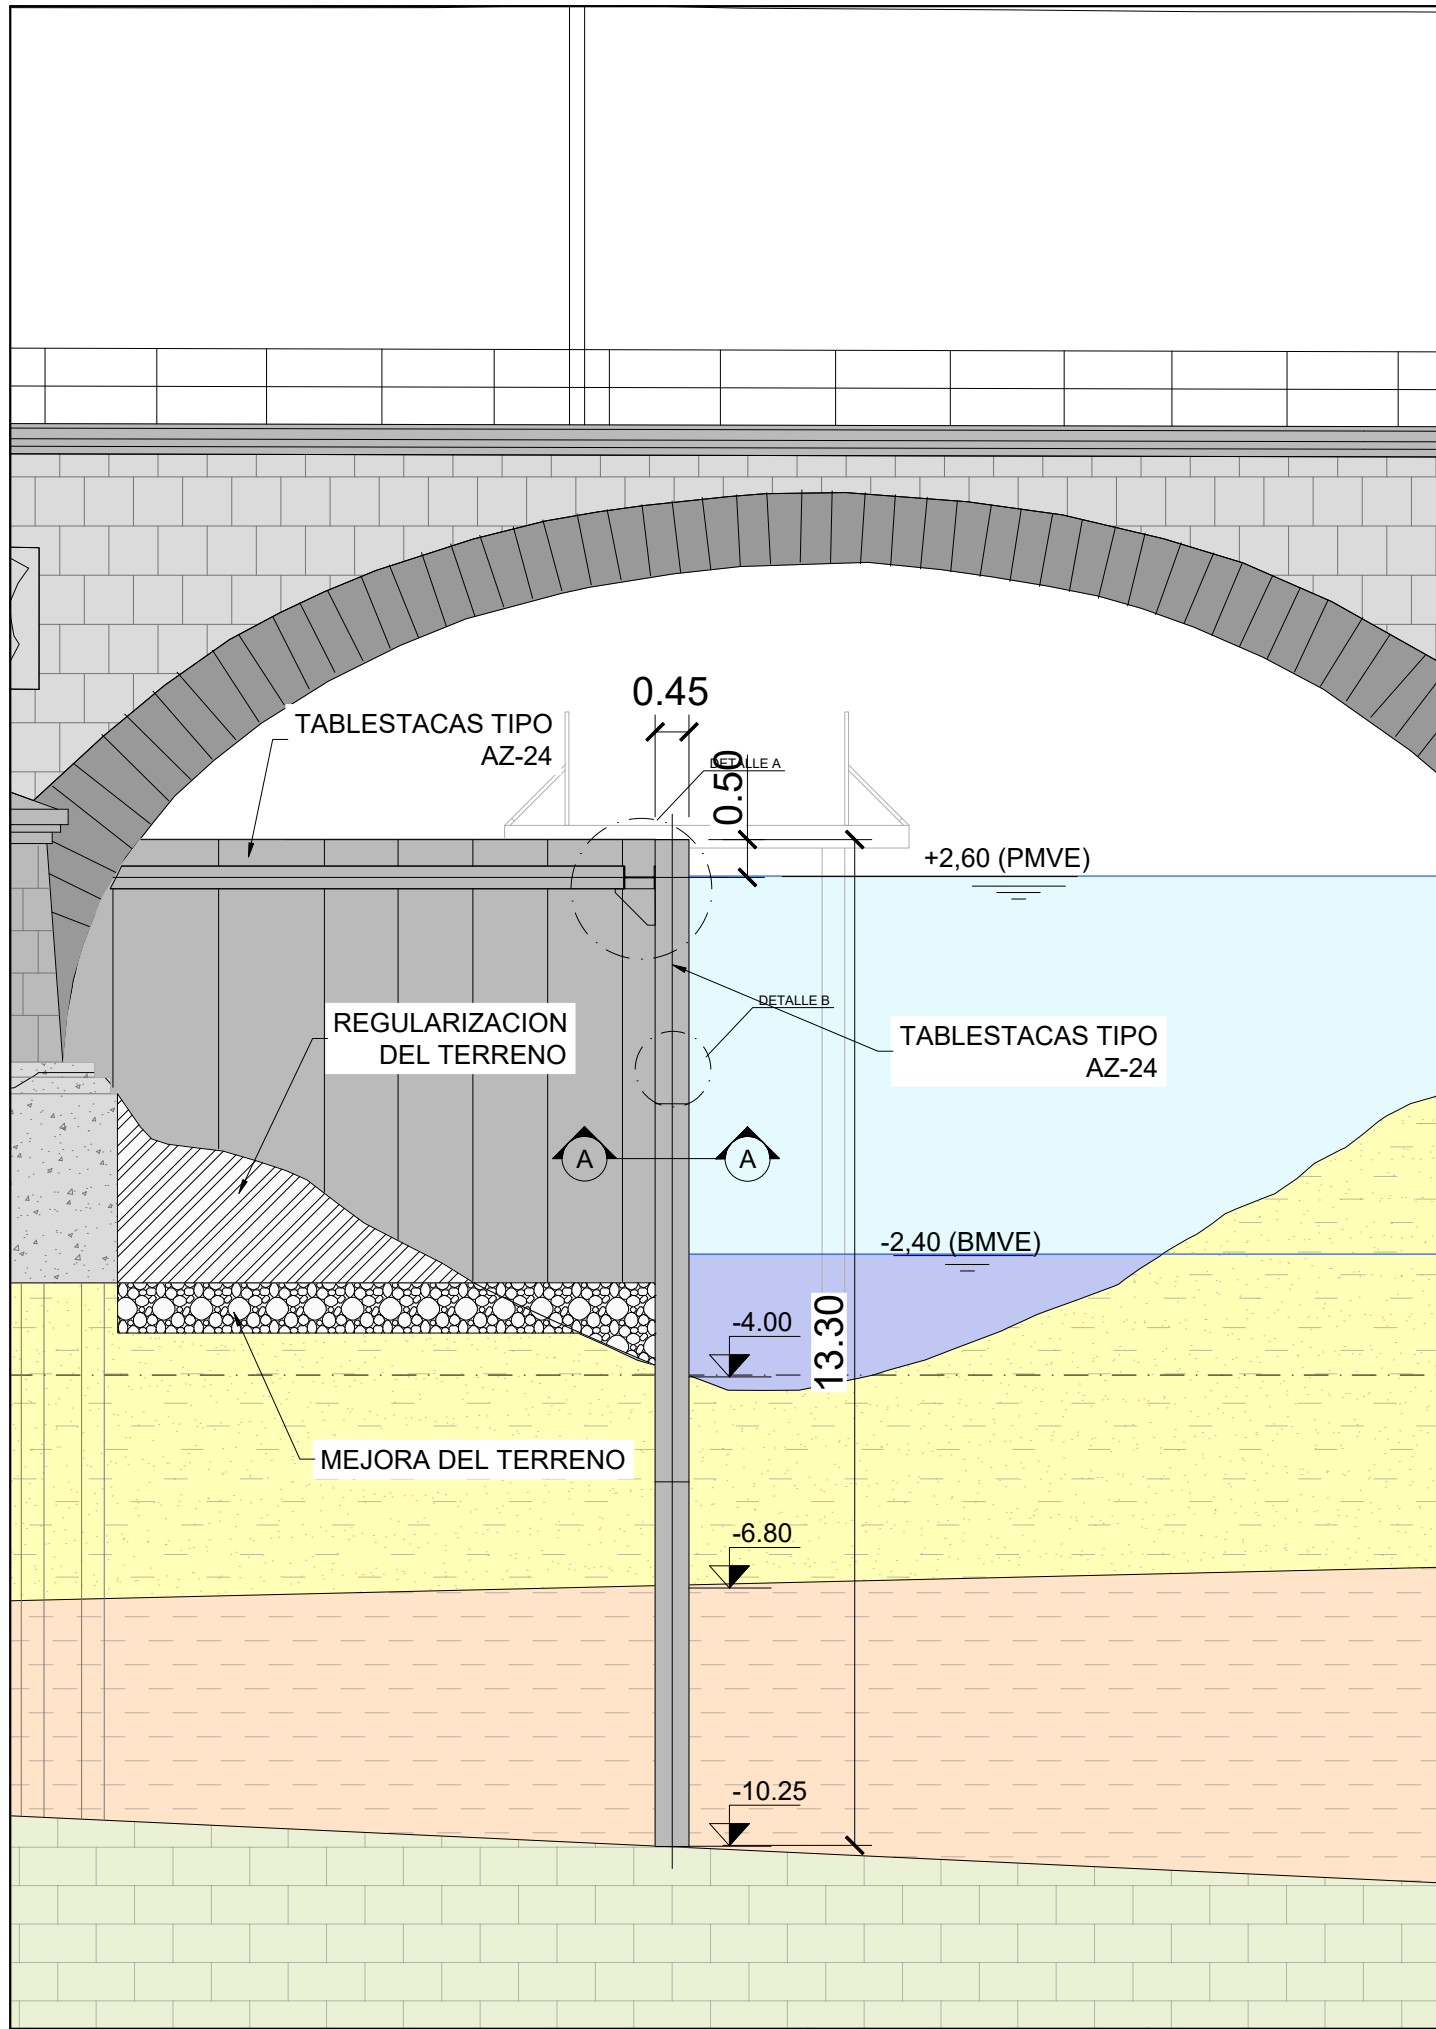 0.45
TABLESTACAS TIPO
AZ-24
DETALLE A
0.50
+2,60 (PMVE)
DETALLE B
REGULARIZACION
DEL TERRENO
TABLESTACAS TIPO
AZ-24
A
A
-2,40 (BMVE)
-4.00
13.30
MEJORA DEL TERRENO
-6.80
-10.25